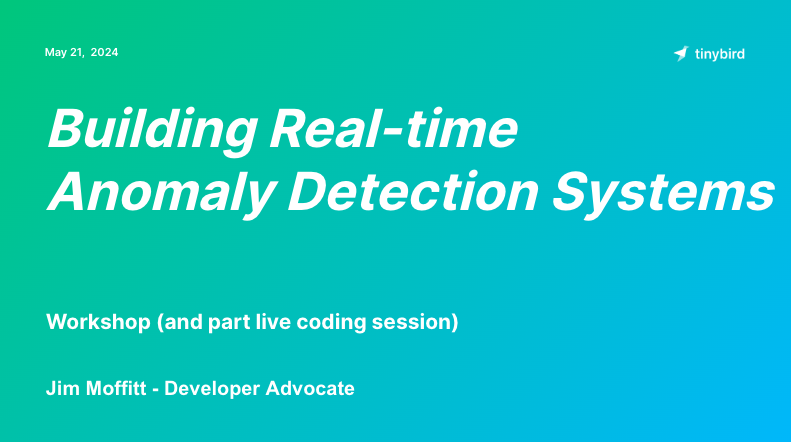 May 21, 2024
tinybird
Building Real-time
Anomaly Detection Systems
Workshop (and part live coding session)
Jim Moffitt - Developer Advocate